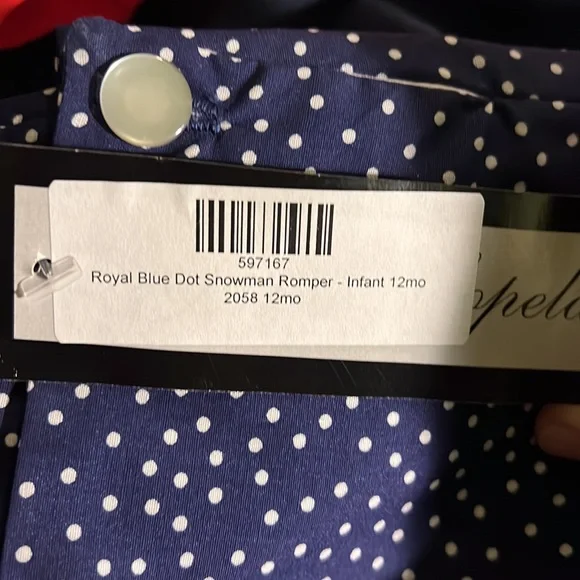 597167
Royal Blue Dot Snowman Romper - Infant 12mo
2058 12mo